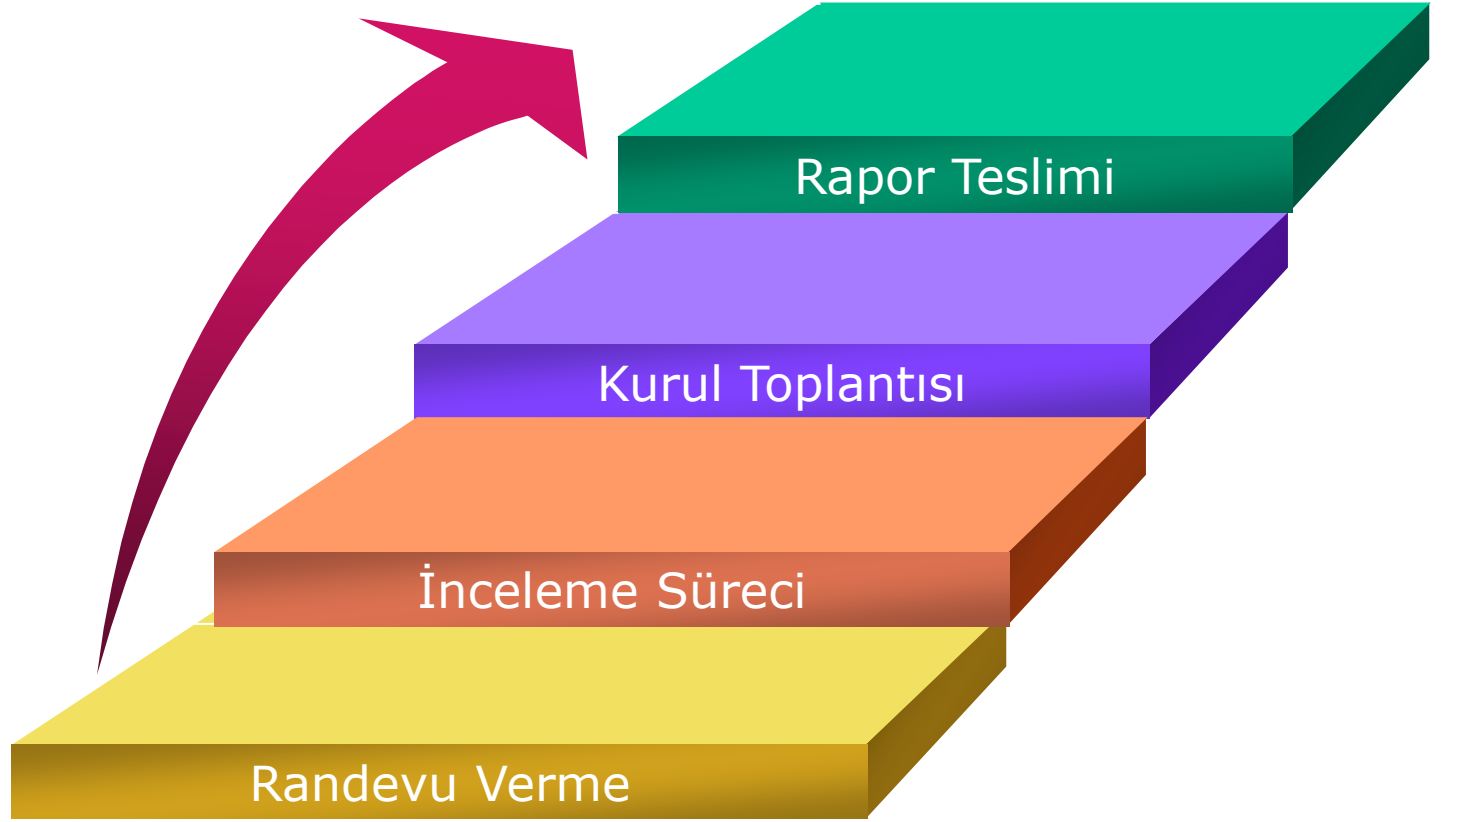 Rapor Teslimi
Kurul Toplantısı
İnceleme Süreci
Randevu Verme